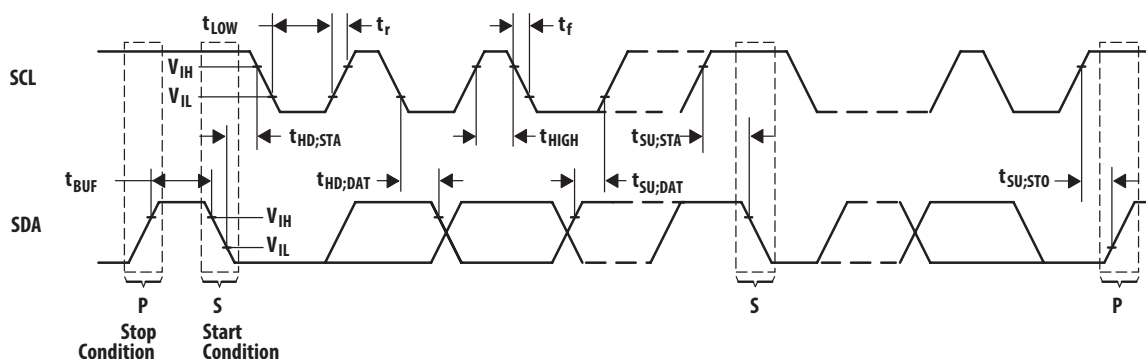 tLOW
tr
tf
SCL
VIH
VIL
tHD;STA
tHIGH
tSU;STA
tBUF
tHD;DAT
tSU;DAT
tSU;STO
SDA
VIH
VIL
P
S
S
P
Stop
Condition
Start
Condition